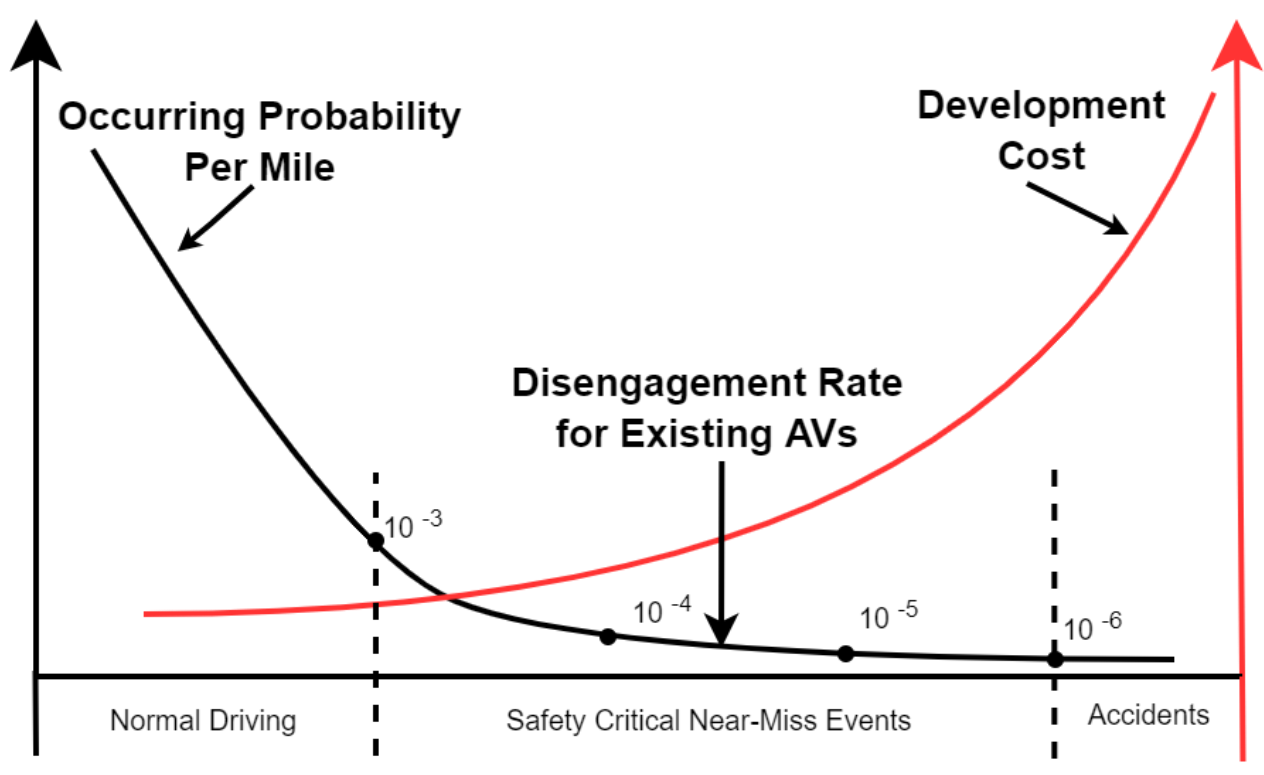 Occurring Probability
Per Mile
Development
Cost
Disengagement Rate
for Existing AVs
10 -3
10 -4
10 -5
10 -6
Normal Driving
Safety Critical Near-Miss Events
Accidents